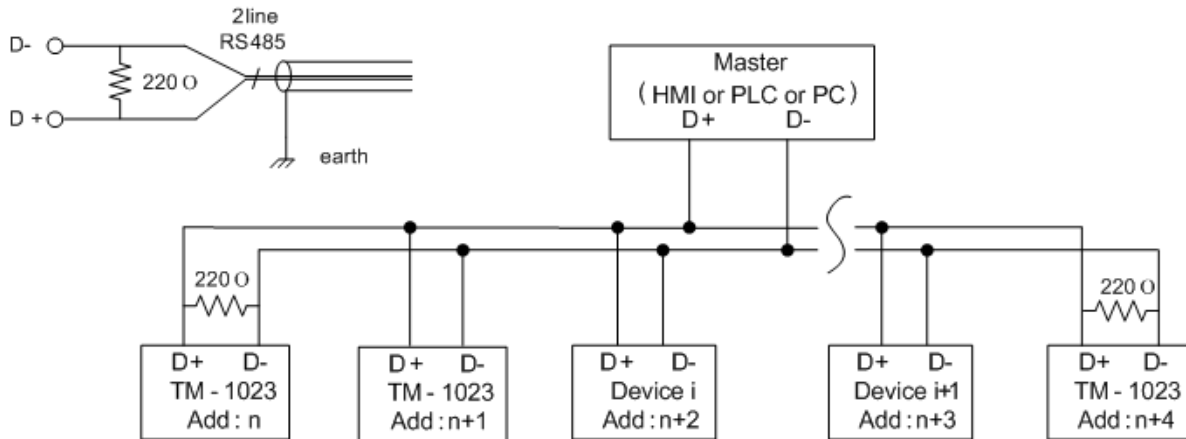 2line
RS485
D-
220 O
D +
earth
Master
( HMI or PLC or PC )
D+ D-
220 O
220 O
D+ D-
TM - 1023
Add : n
D+ D-
TM - 1023
Add : n+1
D+ D-
Device i
Add : n+2
D+ D-
Device i+1
Add : n+3
D+ D-
TM - 1023
Add : n+4